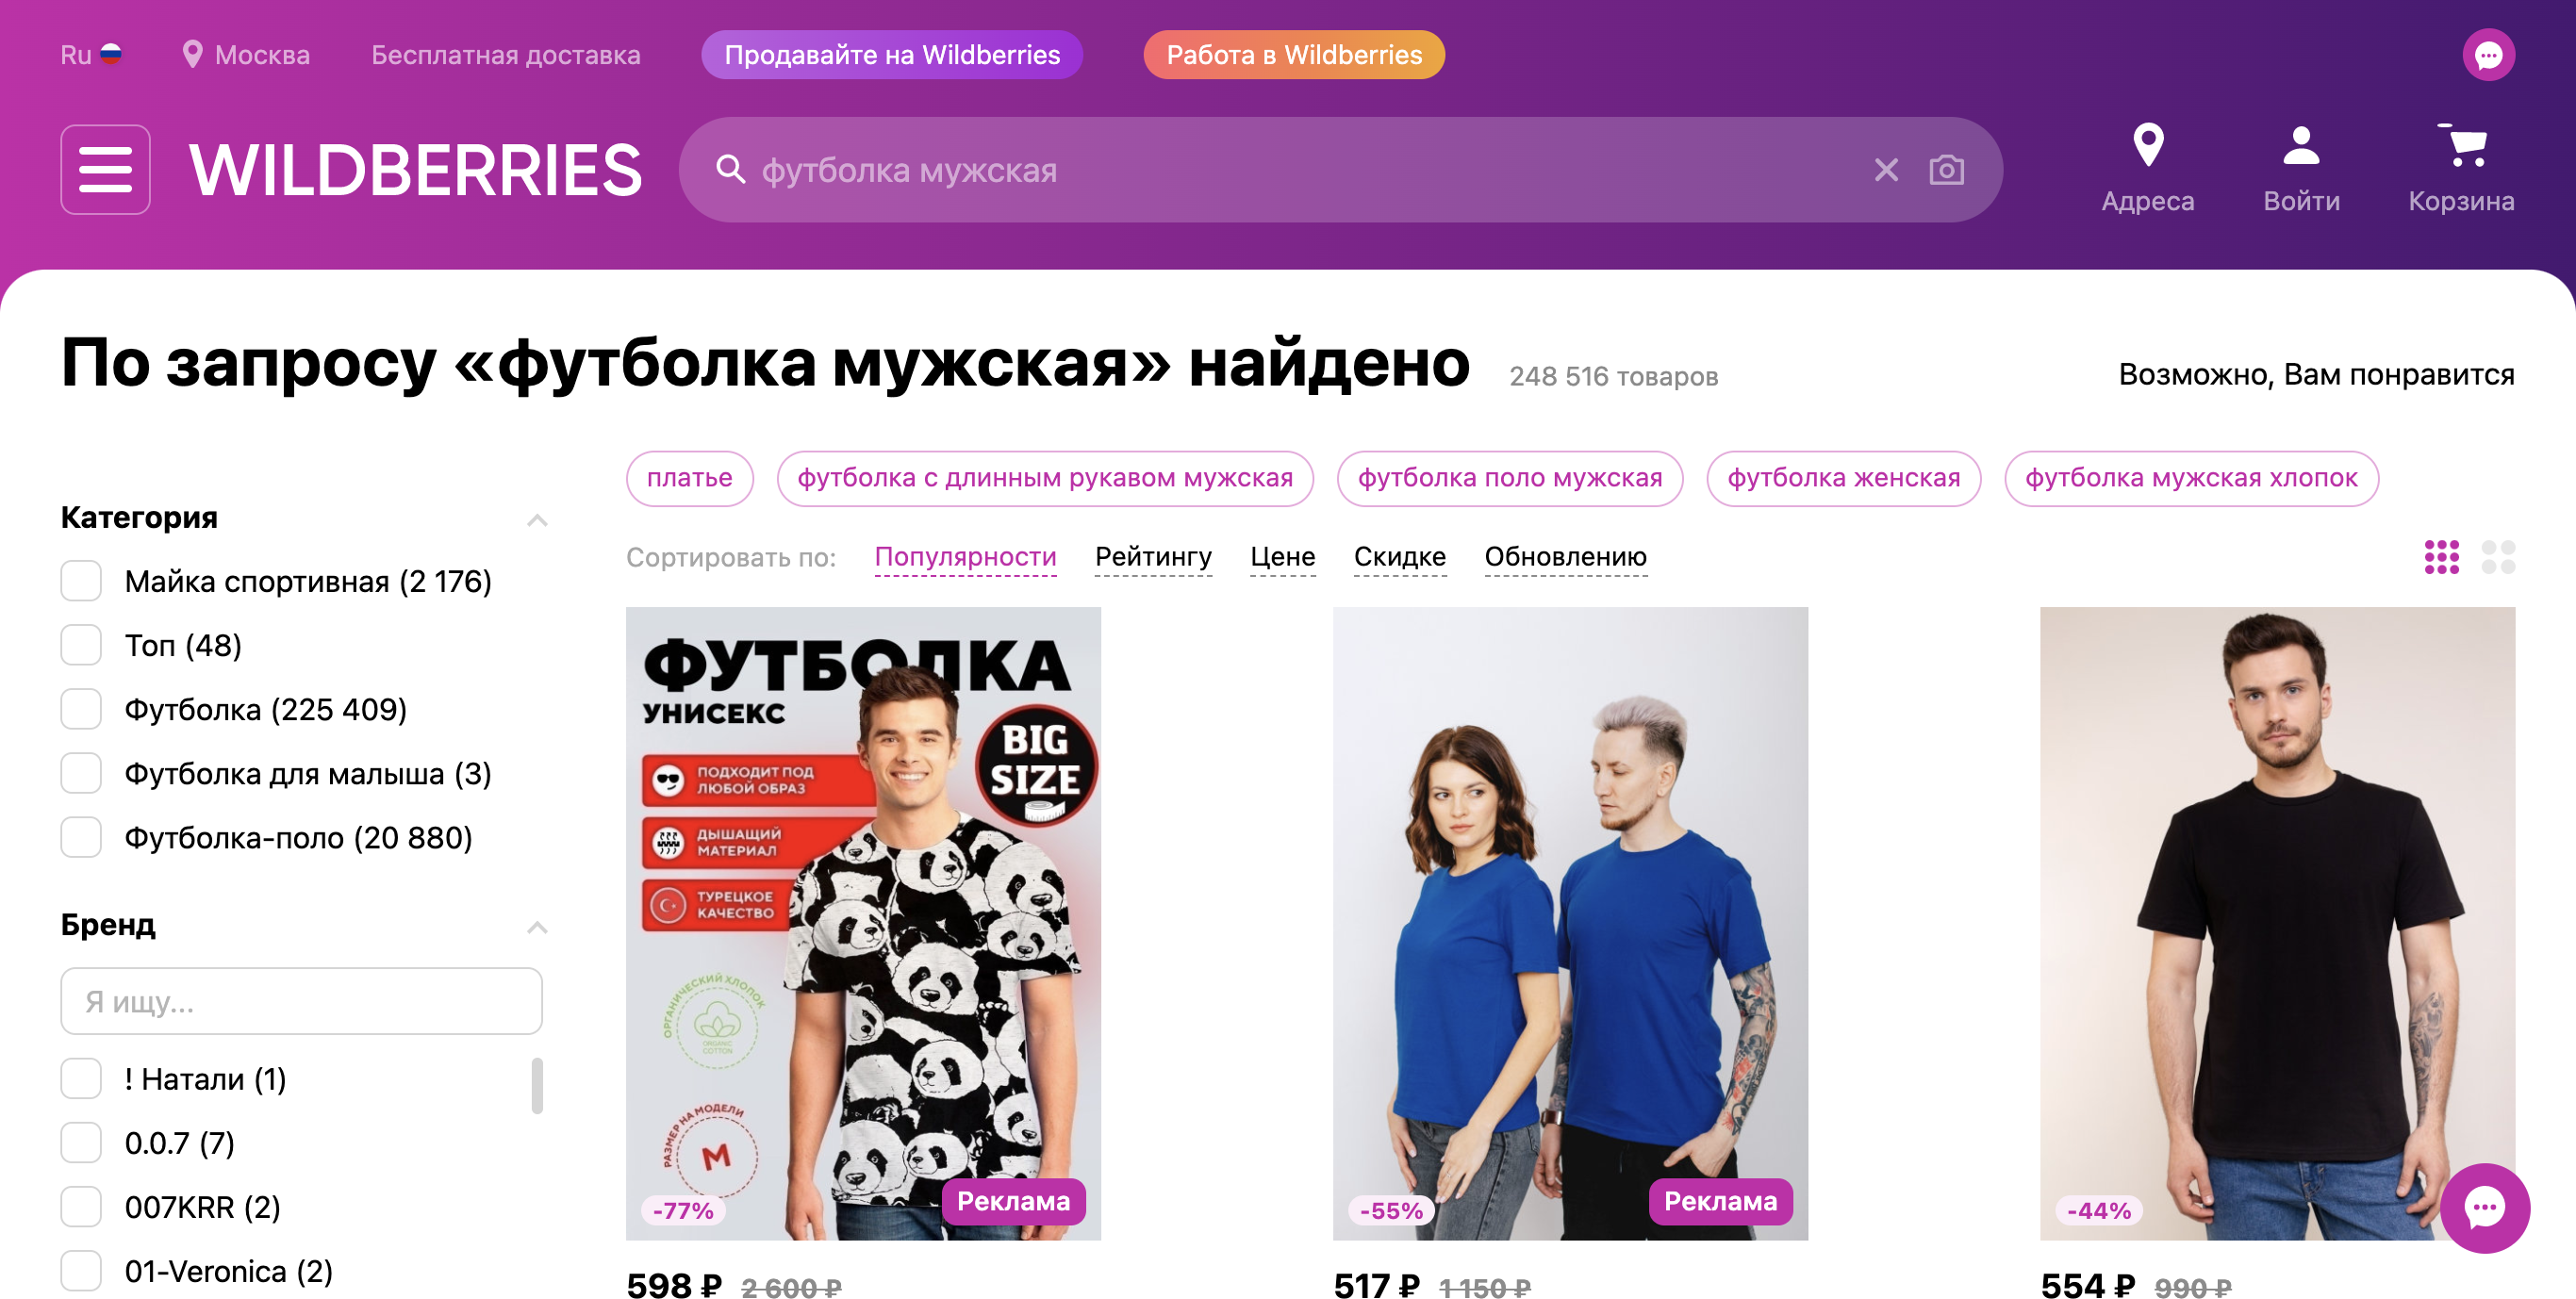 Ru
Москва
Бесплатная доставка
Продавайте на Wildberries
Работа в Wildberries
WILDBERRIES
футболка мужская
Адреса
Войти
Корзина
По запросу «футболка мужская» найдено
248 516 товаров
Возможно, Вам понравится
платье
футболка с длинным рукавом мужская
футболка поло мужская
футболка женская
футболка мужская хлопок
Сортировать по:
Популярности
Рейтингу
Цене
Скидке
Обновлению
Категория
Майка спортивная (2 176)
Топ (48)
Футболка (225 409)
Футболка для малыша (3)
Футболка-поло (20 880)
Бренд
Я ищу...
! Натали (1)
0.0.7 (7)
007KRR (2)
01-Veronica (2)
ФУТБОЛКА
УНИСЕКС
BIG
SIZE
ПОДХОДИТ ПОД
ЛЮБОЙ ОБРАЗ
ДЫШАЩИЙ
МАТЕРИАЛ
ТУРЕЦКОЕ
КАЧЕСТВО
ОРГАНИЧЕСКИЙ ХЛОПОК
ORGANIC
COTTON
РАЗМЕР НА МОДЕЛИ
M
-77%
Реклама
598 ₽
2 600 ₽
-55%
Реклама
517 ₽
1 150 ₽
-44%
554 ₽
990 ₽